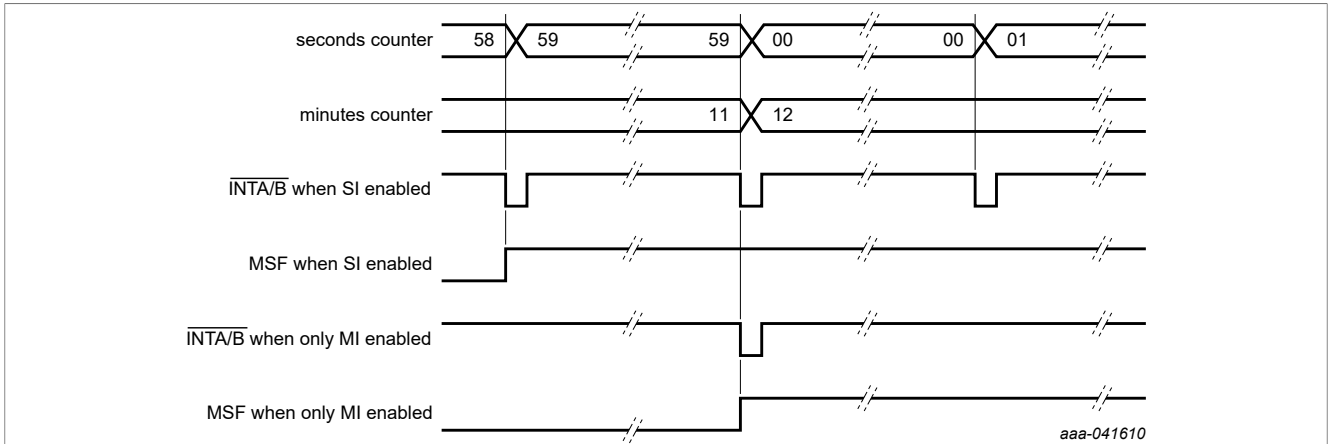 seconds counter 58 59 59 00 00 01
minutes counter 11 12
INTA/B when SI enabled
MSF when SI enabled
INTA/B when only MI enabled
MSF when only MI enabled
aaa-041610